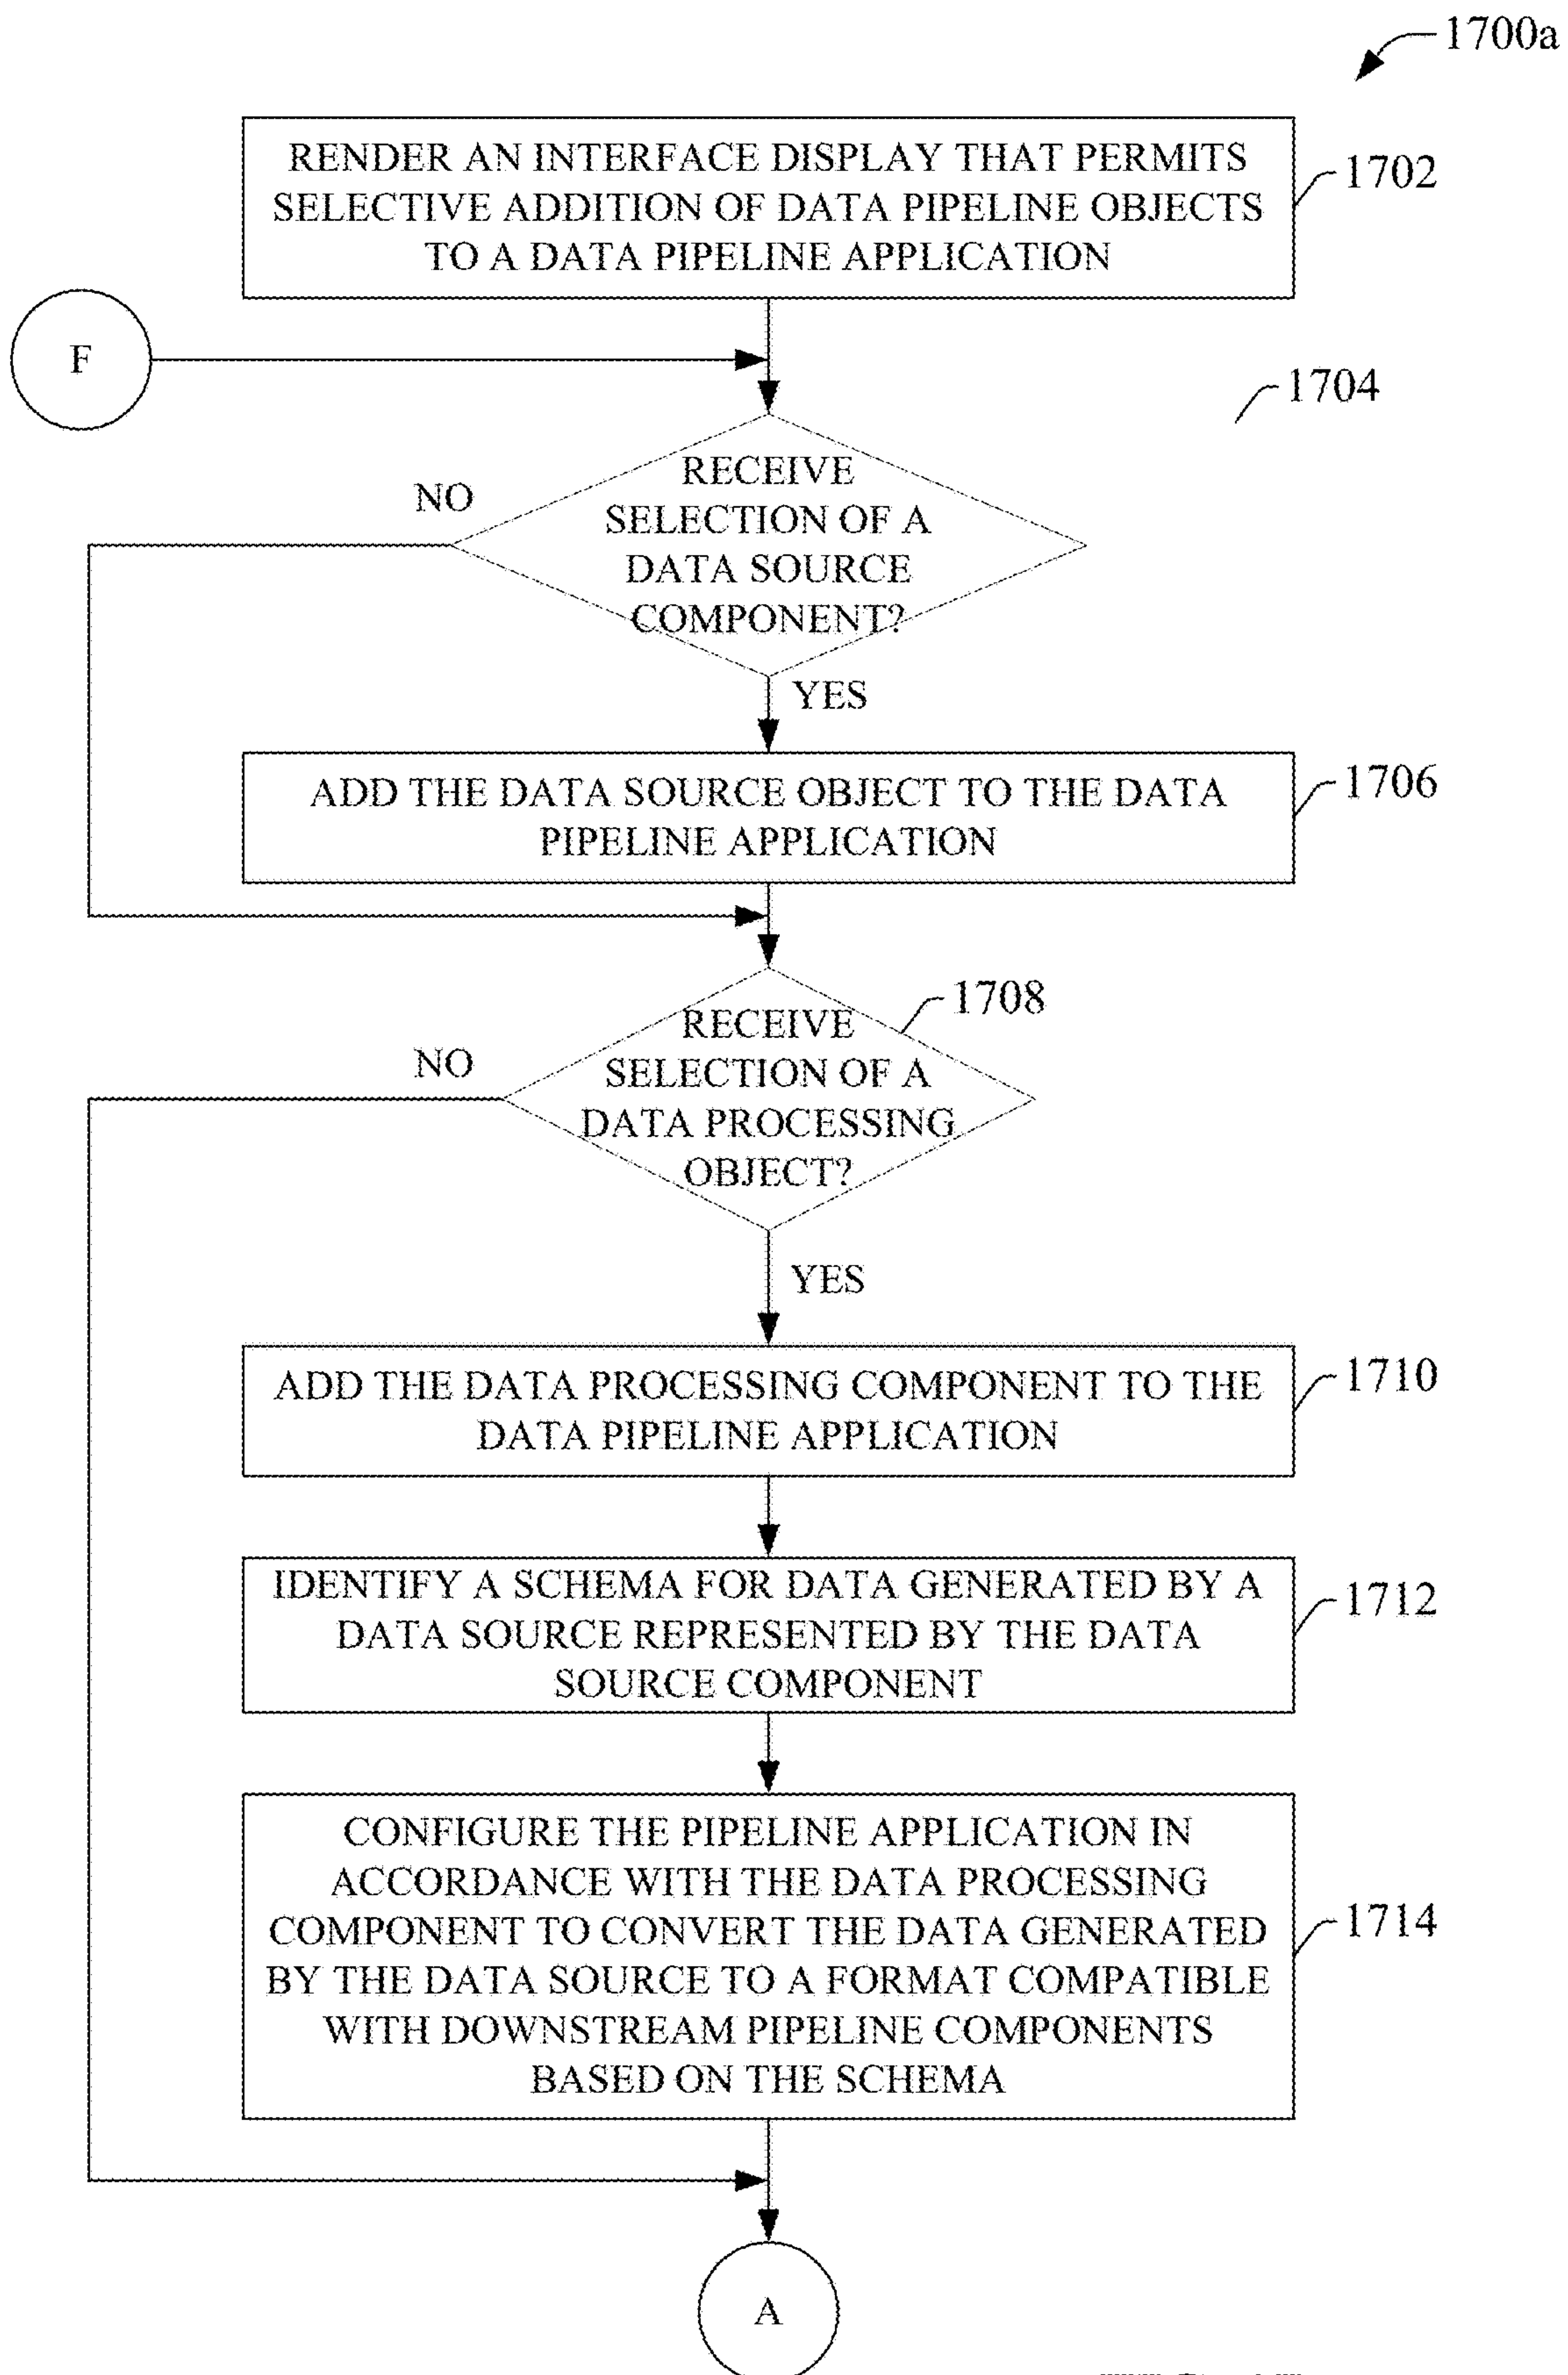 1700a
RENDER AN INTERFACE DISPLAY THAT PERMITS
SELECTIVE ADDITION OF DATA PIPELINE OBJECTS
TO A DATA PIPELINE APPLICATION
1702
F
1704
RECEIVE
SELECTION OF A
DATA SOURCE
COMPONENT?
NO
YES
ADD THE DATA SOURCE OBJECT TO THE DATA
PIPELINE APPLICATION
1706
1708
RECEIVE
SELECTION OF A
DATA PROCESSING
OBJECT?
NO
YES
ADD THE DATA PROCESSING COMPONENT TO THE
DATA PIPELINE APPLICATION
1710
IDENTIFY A SCHEMA FOR DATA GENERATED BY A
DATA SOURCE REPRESENTED BY THE DATA
SOURCE COMPONENT
1712
CONFIGURE THE PIPELINE APPLICATION IN
ACCORDANCE WITH THE DATA PROCESSING
COMPONENT TO CONVERT THE DATA GENERATED
BY THE DATA SOURCE TO A FORMAT COMPATIBLE
WITH DOWNSTREAM PIPELINE COMPONENTS
BASED ON THE SCHEMA
1714
A